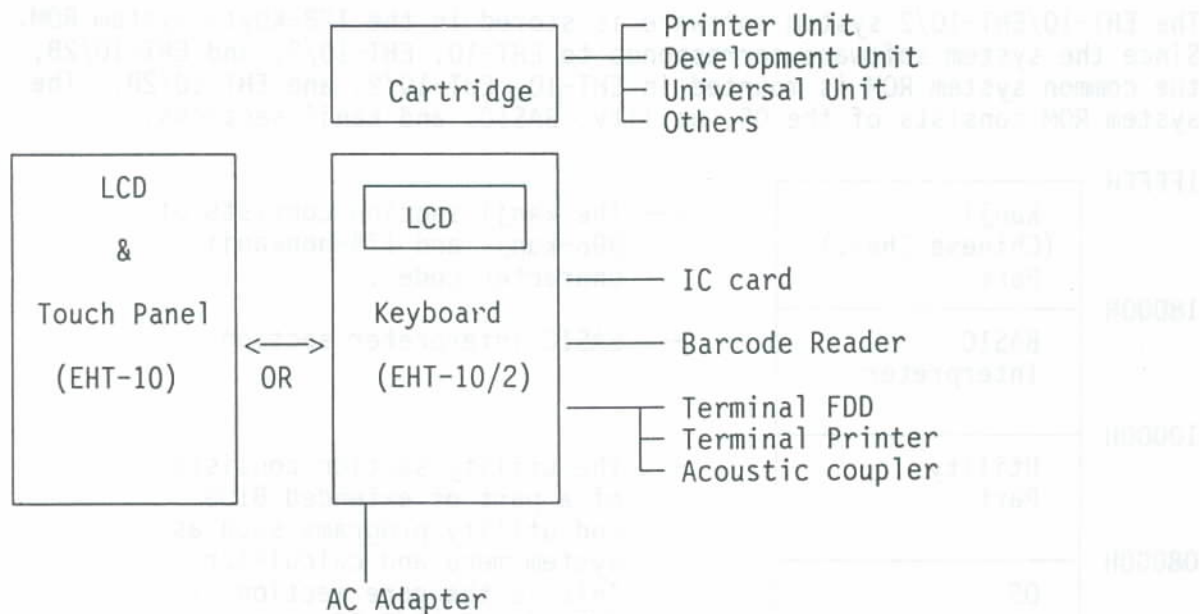 Printer Unit
Development Unit
Cartridge
Universal Unit
Others
LCD
&
Touch Panel
(EHT-10)
<->
OR
LCD
Keyboard
(EHT-10/2)
IC card
Barcode Reader
Terminal FDD
Terminal Printer
Acoustic coupler
AC Adapter